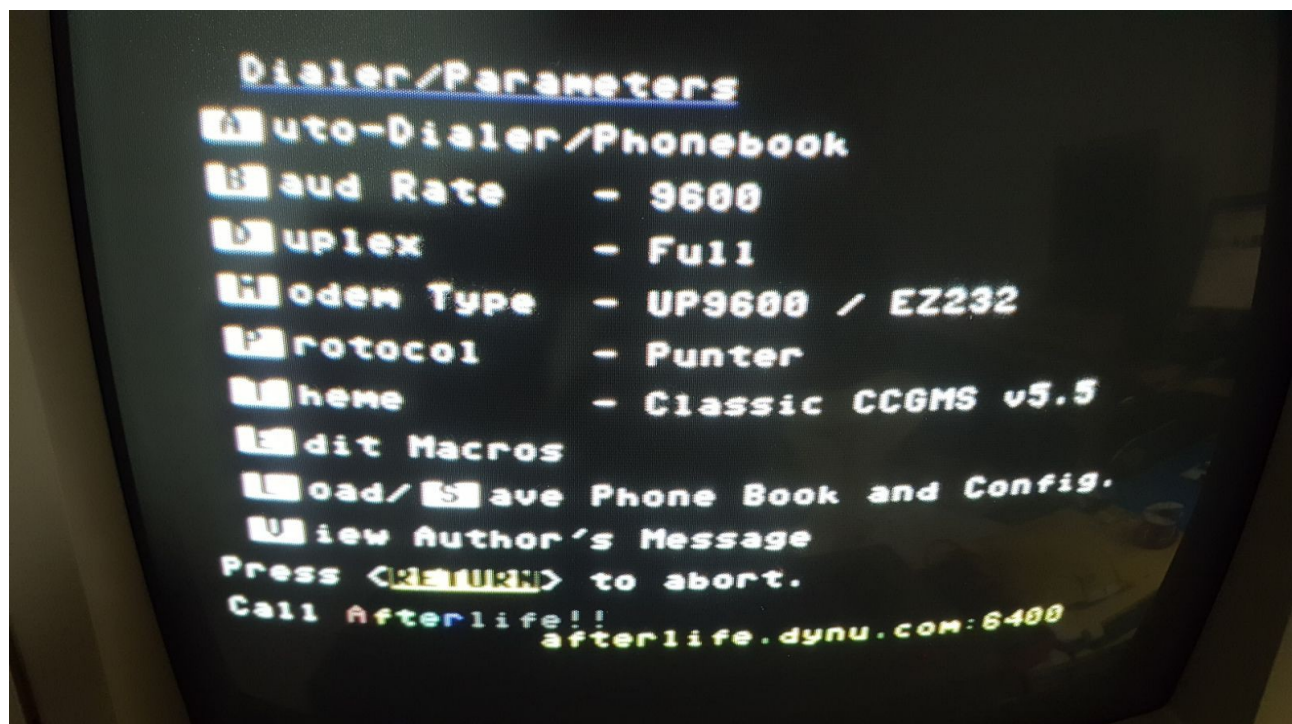 Dialer/Parameters
Auto-Dialer/Phonebook
Baud Rate - 9600
Duplex - Full
Modem Type - UP9600 / EZ232
Protocol - Punter
Theme - Classic CCGMS v5.5
Edit Macros
Load/Save Phone Book and Config.
View Author's Message
Press <RETURN> to abort.
Call Afterlife!!
afterlife.dynu.com:6400